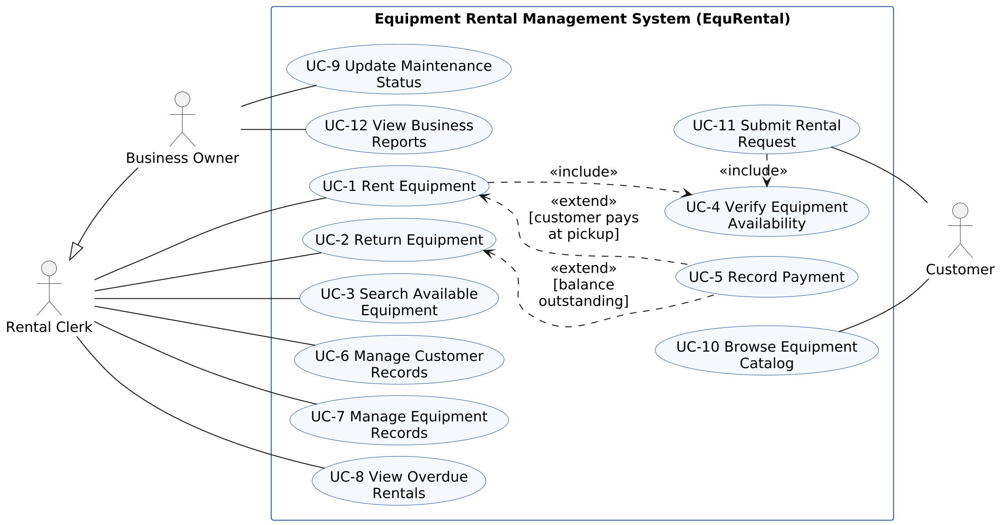 Equipment Rental Management System (EquRental)
UC-9 Update Maintenance
Status
UC-12 View Business
Reports
UC-11 Submit Rental
Request
Business Owner
«include»
«include»
UC-1 Rent Equipment
«extend»
[customer pays
at pickup]
UC-4 Verify Equipment
Availability
UC-2 Return Equipment
«extend»
[balance
outstanding]
UC-5 Record Payment
Customer
UC-3 Search Available
Equipment
Rental Clerk
UC-6 Manage Customer
Records
UC-10 Browse Equipment
Catalog
UC-7 Manage Equipment
Records
UC-8 View Overdue
Rentals